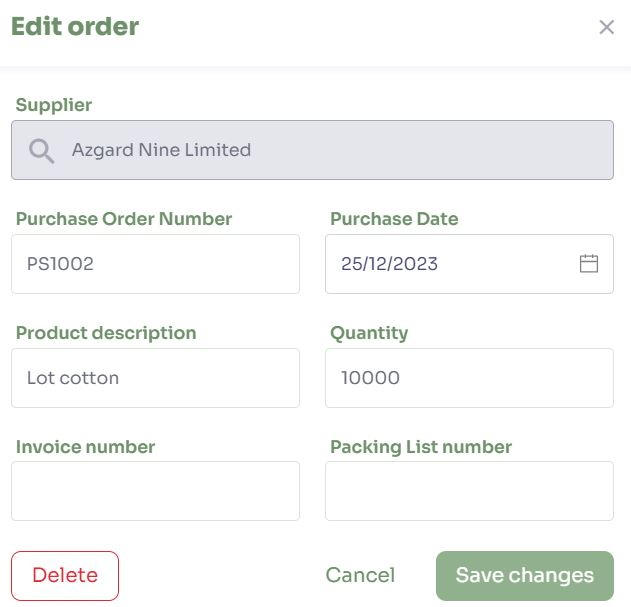 Edit order
Supplier
Azgard Nine Limited
Purchase Order Number
Purchase Date
PS1002
25/12/2023
Product description
Quantity
Lot cotton
10000
Invoice number
Packing List number
Delete
Cancel
Save changes